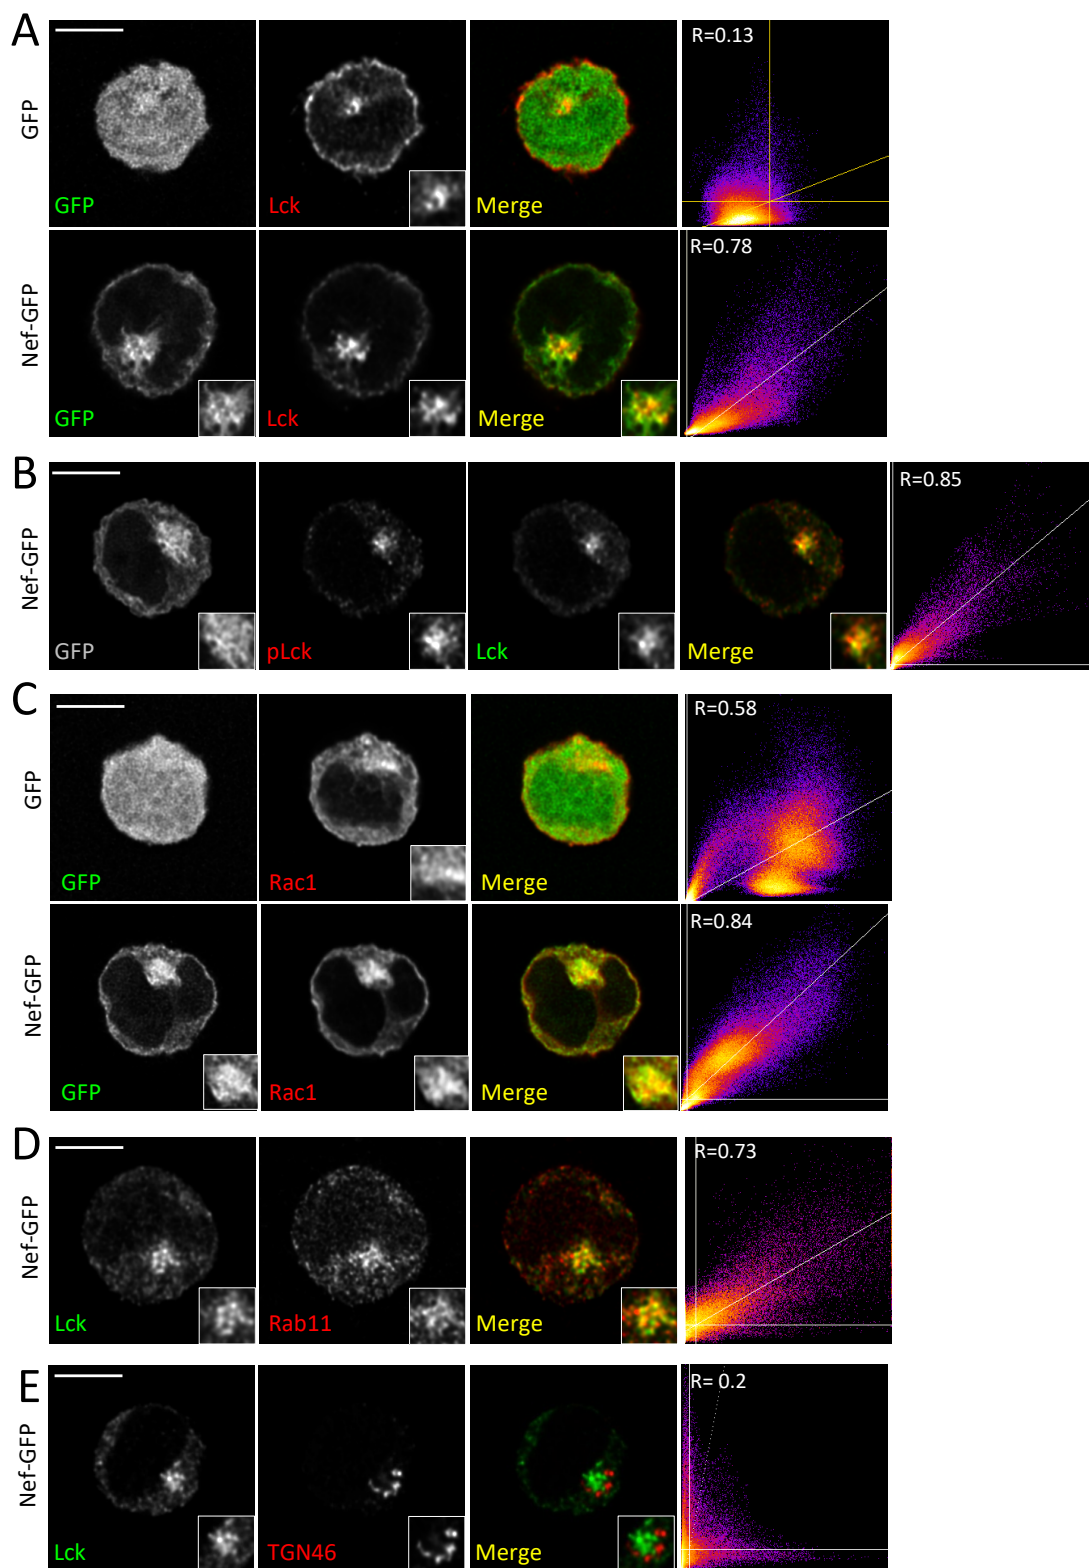 A
GFP
GFP
Lck
Merge
R=0.13
Nef-GFP
GFP
Lck
Merge
R=0.78
B
Nef-GFP
GFP
pLck
Lck
Merge
R=0.85
C
GFP
GFP
Rac1
Merge
R=0.58
Nef-GFP
GFP
Rac1
Merge
R=0.84
D
Nef-GFP
Lck
Rab11
Merge
R=0.73
E
Nef-GFP
Lck
TGN46
Merge
R= 0.2